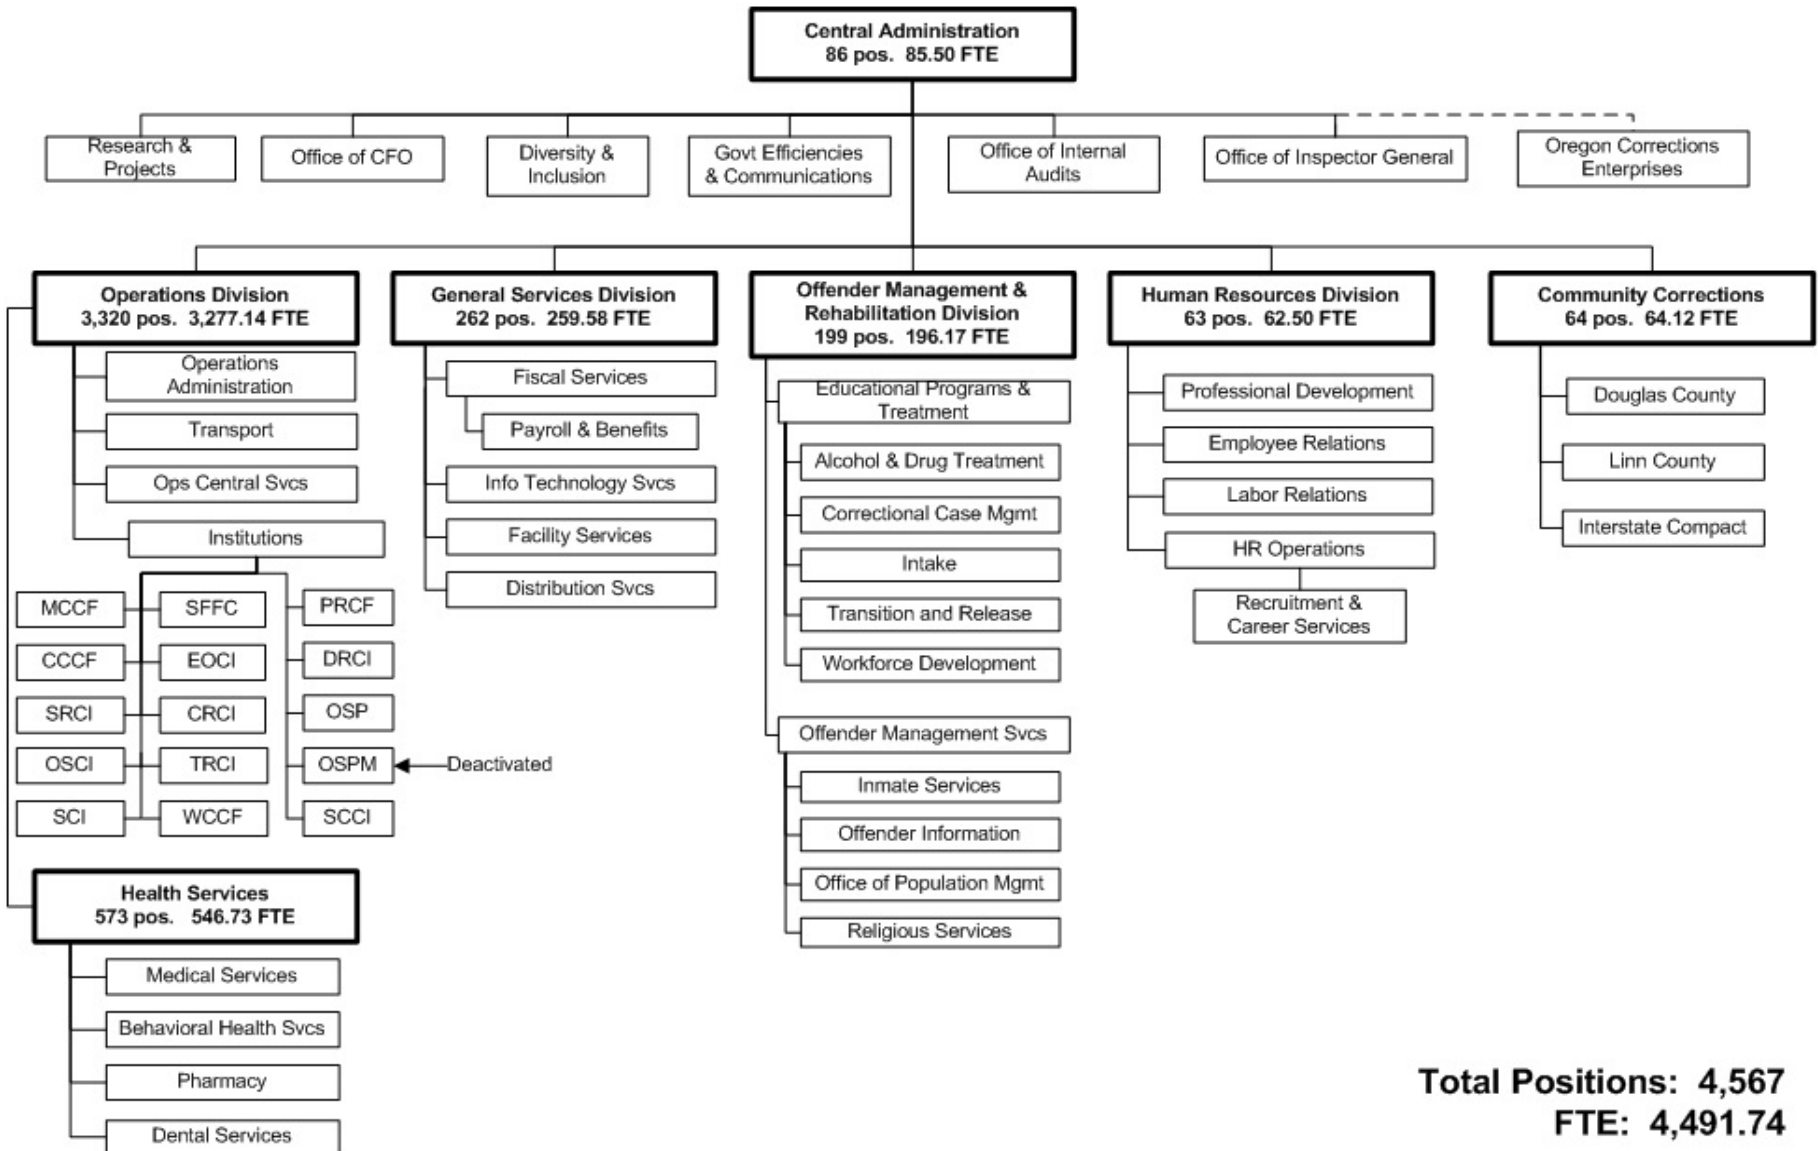 Central Administration
86 pos. 85.50 FTE
Research &
Projects
Office of CFO
Diversity &
Inclusion
Govt Efficiencies
& Communications
Office of Internal
Audits
Office of Inspector General
Oregon Corrections
Enterprises
Operations Division
3,320 pos. 3,277.14 FTE
Operations
Administration
Transport
Ops Central Svcs
Institutions
MCCF
SFFC
PRCF
CCCF
EOCI
DRCI
SRCI
CRCI
OSP
OSCI
TRCI
OSPM
Deactivated
SCI
WCCF
SCCI
Health Services
573 pos. 546.73 FTE
Medical Services
Behavioral Health Svcs
Pharmacy
Dental Services
General Services Division
262 pos. 259.58 FTE
Fiscal Services
Payroll & Benefits
Info Technology Svcs
Facility Services
Distribution Svcs
Offender Management &
Rehabilitation Division
199 pos. 196.17 FTE
Educational Programs &
Treatment
Alcohol & Drug Treatment
Correctional Case Mgmt
Intake
Transition and Release
Workforce Development
Offender Management Svcs
Inmate Services
Offender Information
Office of Population Mgmt
Religious Services
Human Resources Division
63 pos. 62.50 FTE
Professional Development
Employee Relations
Labor Relations
HR Operations
Recruitment &
Career Services
Community Corrections
64 pos. 64.12 FTE
Douglas County
Linn County
Interstate Compact
Total Positions: 4,567
FTE: 4,491.74